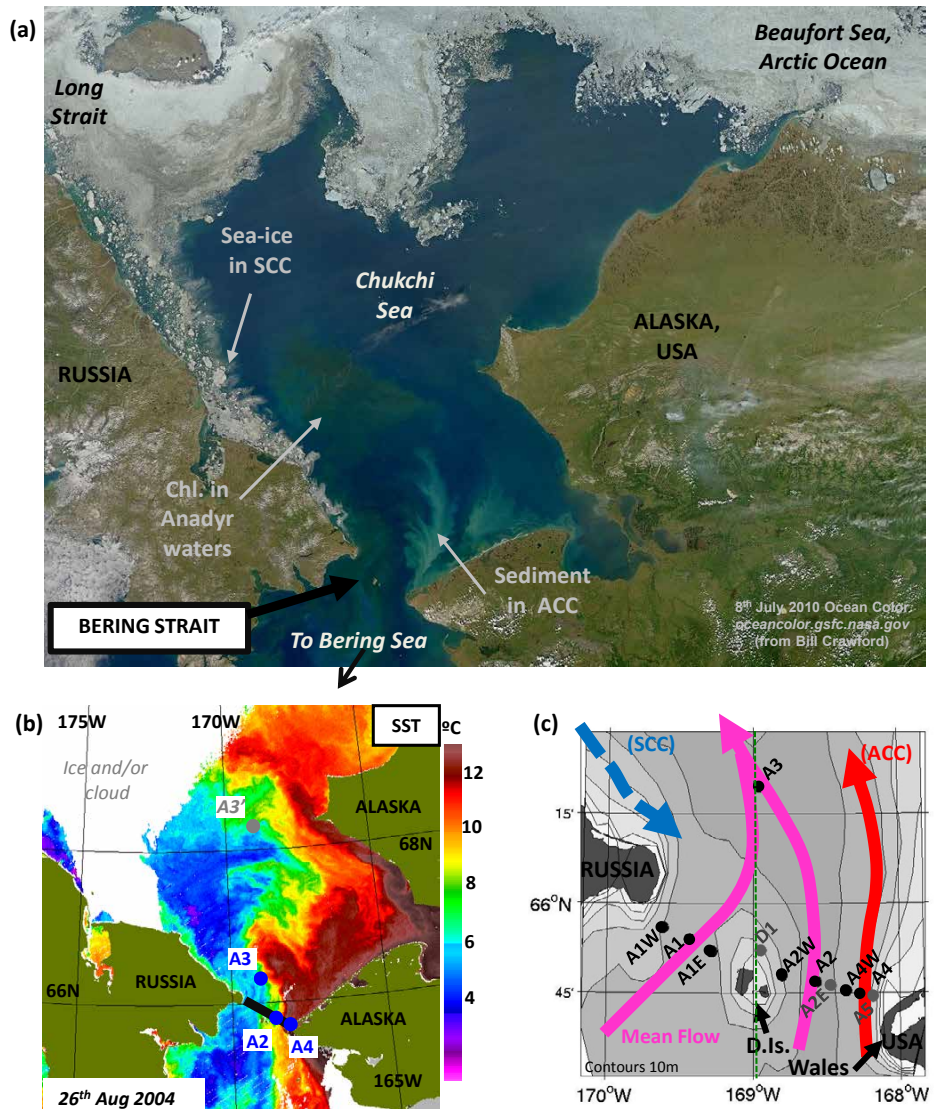 (a)
Beaufort Sea,
Arctic Ocean
Long
Strait
Sea-ice
in SCC
Chukchi
Sea
ALASKA,
USA
RUSSIA
Chl. in
Anadyr
waters
Sediment
in ACC
BERING STRAIT
To Bering Sea
8th July 2010 Ocean Color:
oceancolor.gsfc.nasa.gov
(from Bill Crawford)
(b)
175W
170W
SST
ºC
Ice and/or
cloud
A3'
ALASKA
68N
12
10
8
6
4
A3
RUSSIA
66N
ALASKA
A2
A4
165W
26th Aug 2004
(c)
(SCC)
(ACC)
A3
15'
RUSSIA
66ºN
A1W
A1
A1E
D1
A2W
A2
A2E
A4W
A4
A5
45'
Mean Flow
D.Is.
Wales
USA
Contours 10m
170ºW
169ºW
168ºW